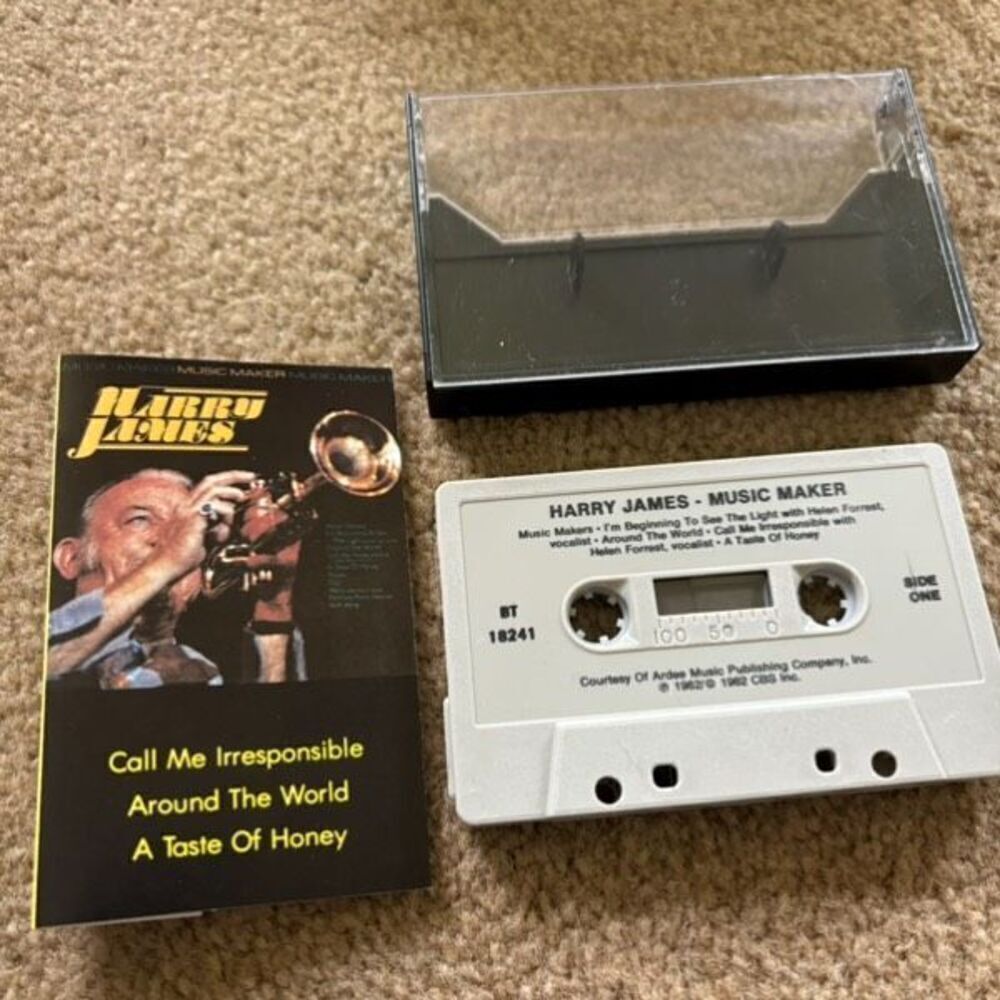 MUSIC MAKER MUSIC MAKER MUSIC MAKER
HARRY
JAMES
Call Me Irresponsible
Around The World
A Taste Of Honey
HARRY JAMES - MUSIC MAKER
Music Makers • I'm Beginning To See The Light with Helen Forrest,
vocalist • Around The World • Call Me Irresponsible with
Helen Forrest, vocalist • A Taste Of Honey
BT
18241
SIDE
ONE
100 50 0
Courtesy Of Ardee Music Publishing Company, Inc.
℗ 1982/© 1982 CBS Inc.